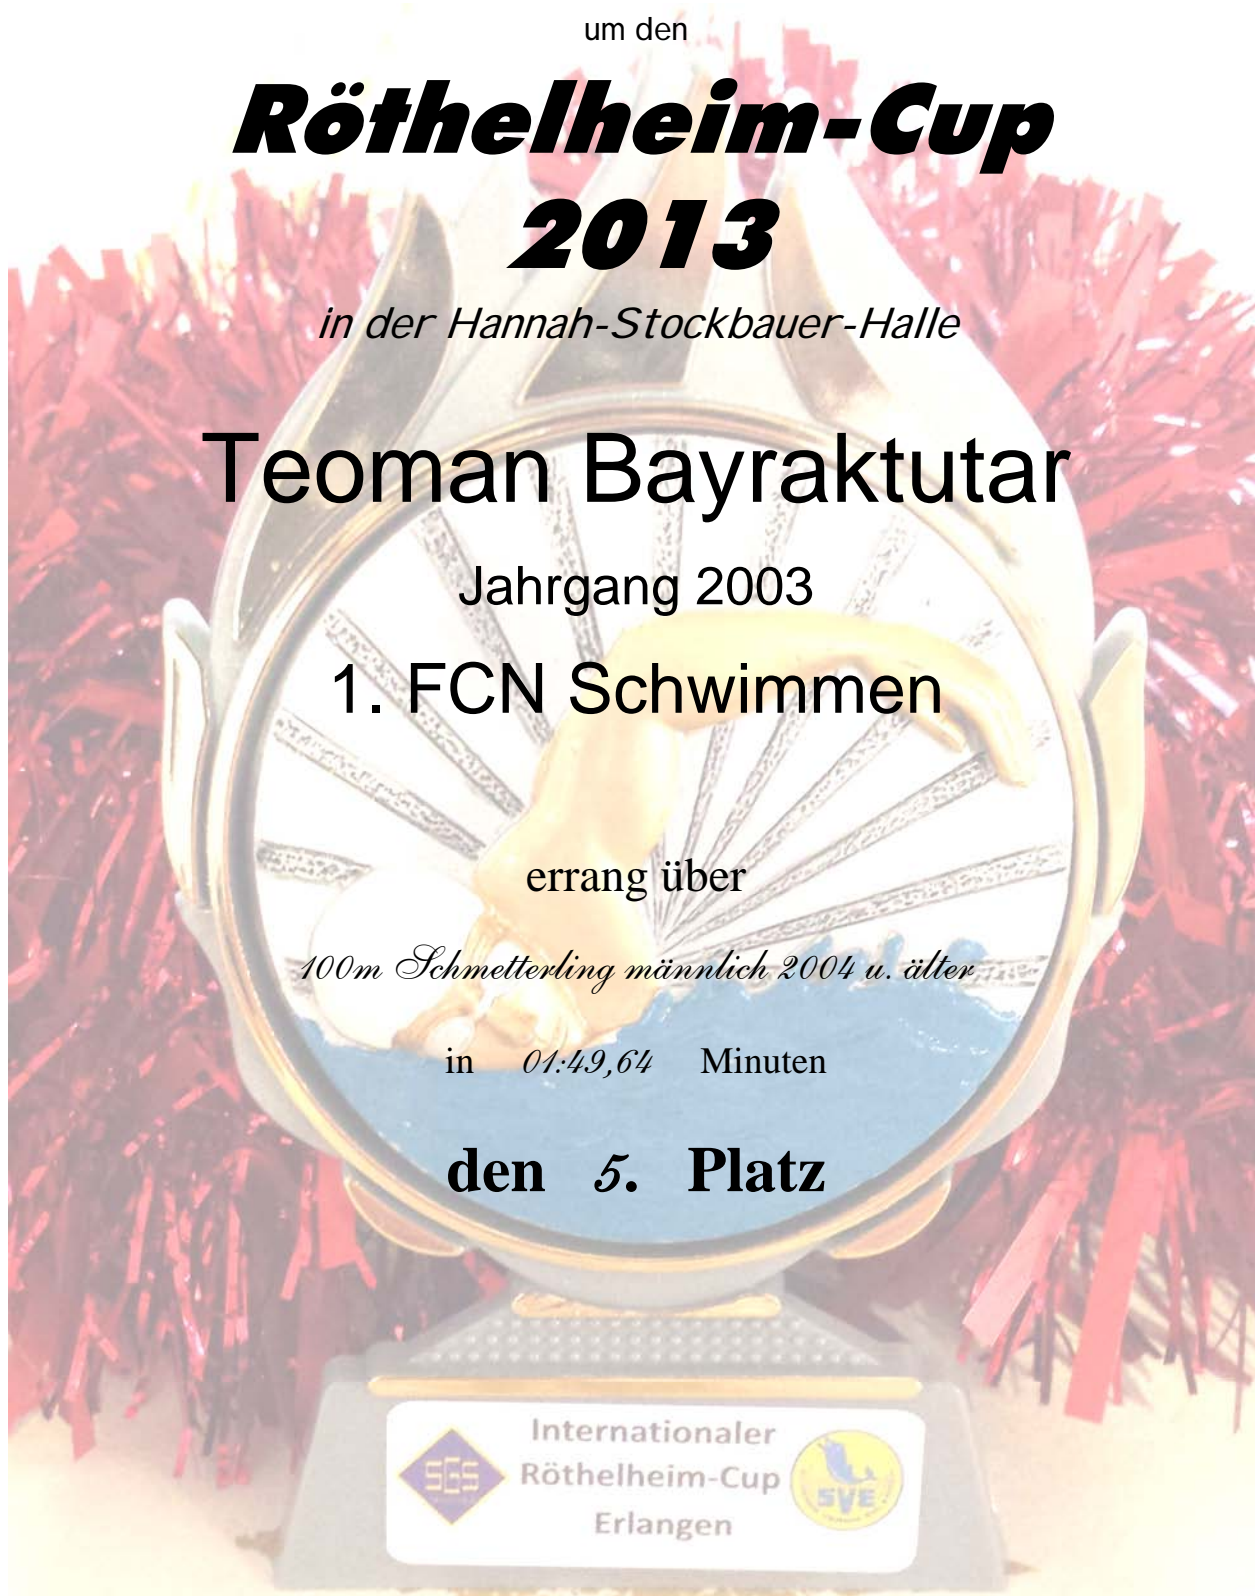 um den
Röthelheim-Cup
2013
in der Hannah-Stockbauer-Halle
Teoman Bayraktutar
Jahrgang 2003
1. FCN Schwimmen
errang über
100m Schmetterling männlich 2004 u. älter
in 01:49,64 Minuten
den 5. Platz
Internationaler
SGS Röthelheim-Cup SVE
Erlangen